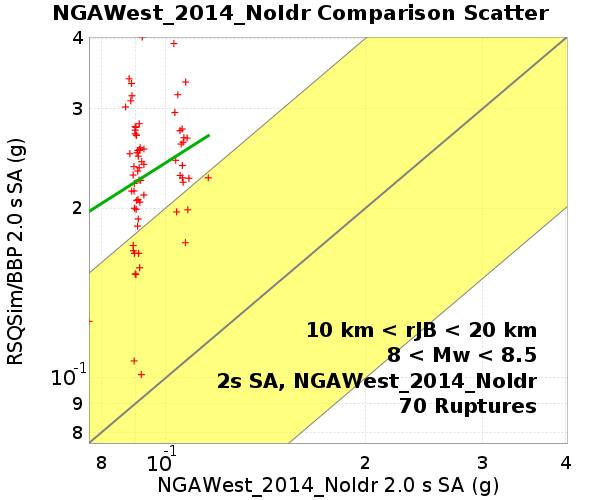 NGAWest_2014_NoIdr Comparison Scatter
RSQSim/BBP 2.0 s SA (g)
4
3
2
10⁻¹
9
8
10 km < rJB < 20 km
8 < Mw < 8.5
2s SA, NGAWest_2014_NoIdr
70 Ruptures
8 10⁻¹ 2 3 4
NGAWest_2014_NoIdr 2.0 s SA (g)